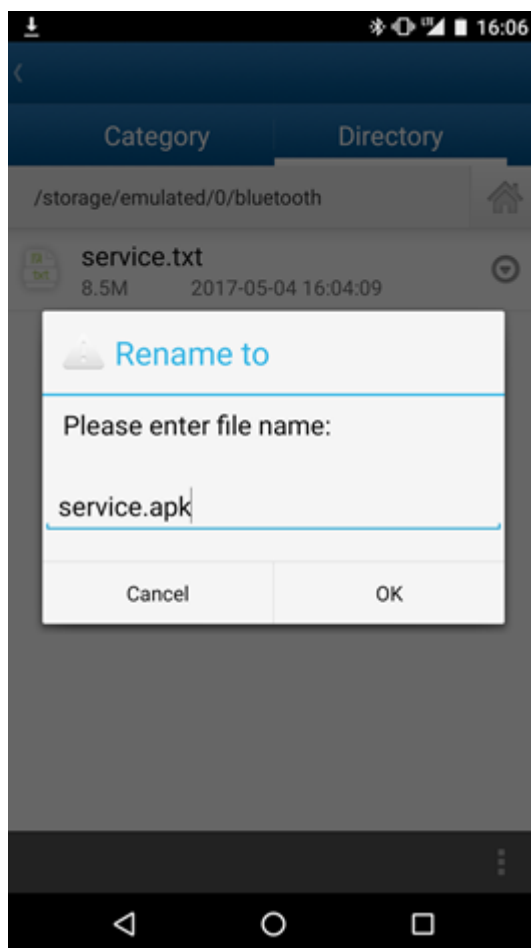 16:06
Category
Directory
/storage/emulated/0/bluetooth
service.txt
8.5M 2017-05-04 16:04:09
Rename to
Please enter file name:
service.apk
Cancel OK